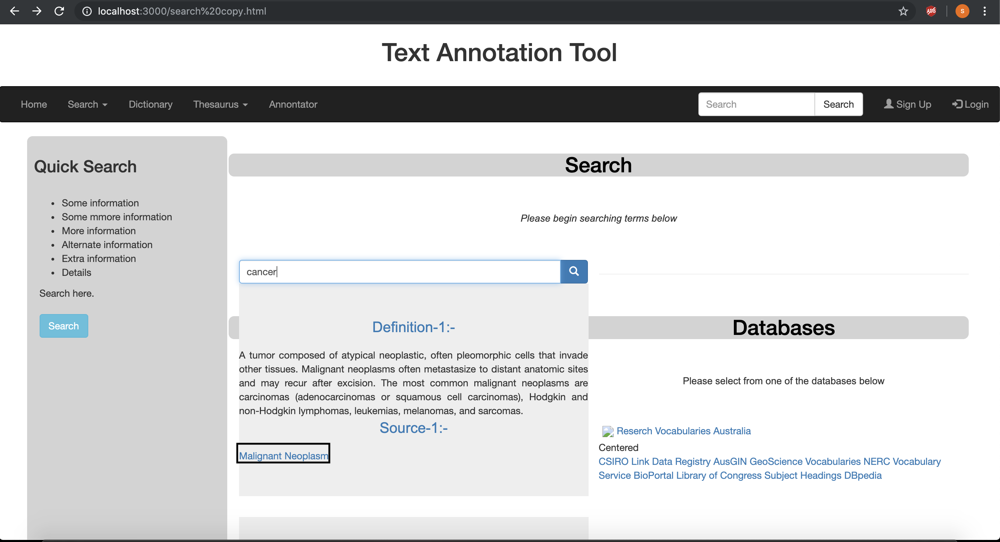 localhost:3000/search%20copy.html
S
Text Annotation Tool
Home Search Dictionary Thesaurus Annontator Search Search Sign Up Login
Quick Search
Some information
Some mmore information
More information
Alternate information
Extra information
Details
Search here.
Search
Search
Please begin searching terms below
cancer
Definition-1:-
A tumor composed of atypical neoplastic, often pleomorphic cells that invade
other tissues. Malignant neoplasms often metastasize to distant anatomic sites
and may recur after excision. The most common malignant neoplasms are
carcinomas (adenocarcinomas or squamous cell carcinomas), Hodgkin and
non-Hodgkin lymphomas, leukemias, melanomas, and sarcomas.
Source-1:-
Malignant Neoplasm
Databases
Please select from one of the databases below
Reserch Vocabularies Australia
Centered
CSIRO Link Data Registry AusGIN GeoScience Vocabularies NERC Vocabulary
Service BioPortal Library of Congress Subject Headings DBpedia